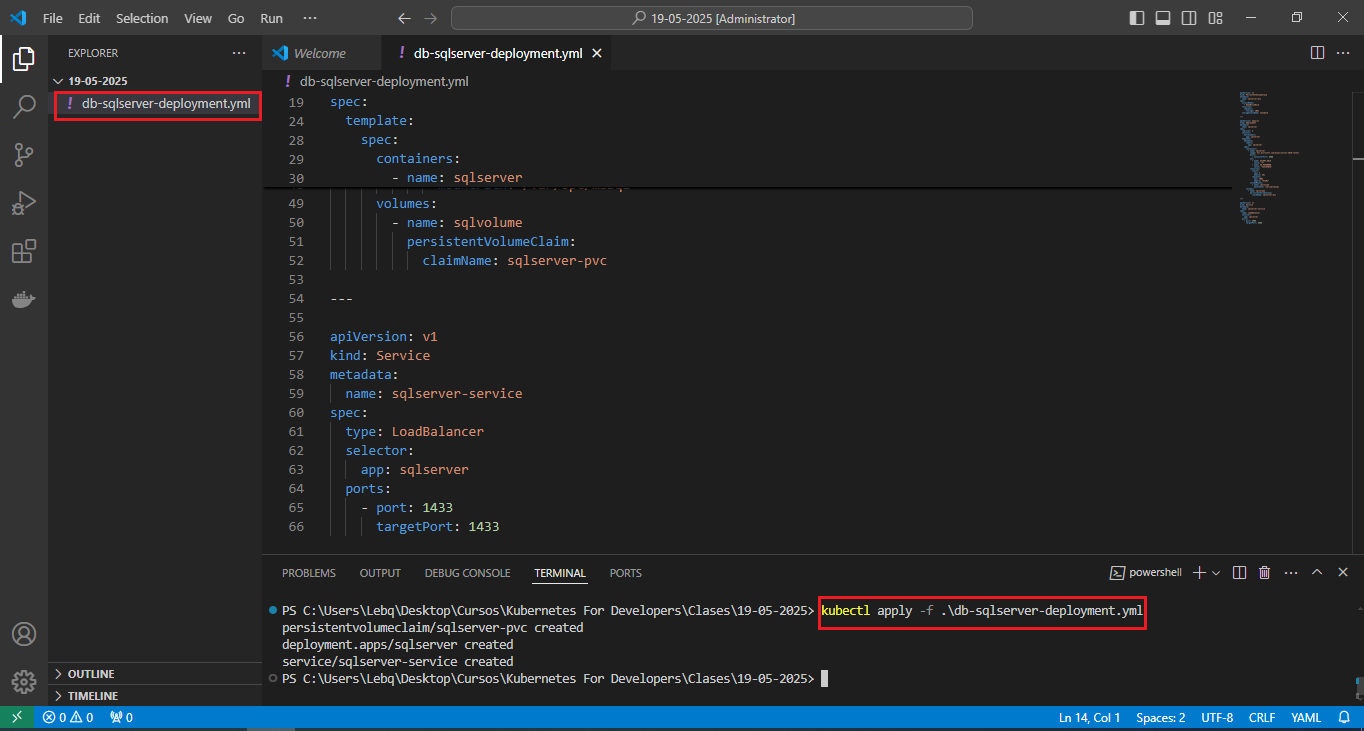 File Edit Selection View Go Run ··· 19-05-2025 [Administrator]
EXPLORER ···
19-05-2025
! db-sqlserver-deployment.yml
OUTLINE
TIMELINE
Welcome ! db-sqlserver-deployment.yml
! db-sqlserver-deployment.yml
19 spec:
24 template:
28 spec:
29 containers:
30 - name: sqlserver
49 volumes:
50 - name: sqlvolume
51 persistentVolumeClaim:
52 claimName: sqlserver-pvc
53
54 ---
55
56 apiVersion: v1
57 kind: Service
58 metadata:
59 name: sqlserver-service
60 spec:
61 type: LoadBalancer
62 selector:
63 app: sqlserver
64 ports:
65 - port: 1433
66 targetPort: 1433
PROBLEMS OUTPUT DEBUG CONSOLE TERMINAL PORTS powershell
PS C:\Users\Lebq\Desktop\Cursos\Kubernetes For Developers\Clases\19-05-2025> kubectl apply -f .\db-sqlserver-deployment.yml
persistentvolumeclaim/sqlserver-pvc created
deployment.apps/sqlserver created
service/sqlserver-service created
PS C:\Users\Lebq\Desktop\Cursos\Kubernetes For Developers\Clases\19-05-2025>
0 0 0 Ln 14, Col 1 Spaces: 2 UTF-8 CRLF YAML